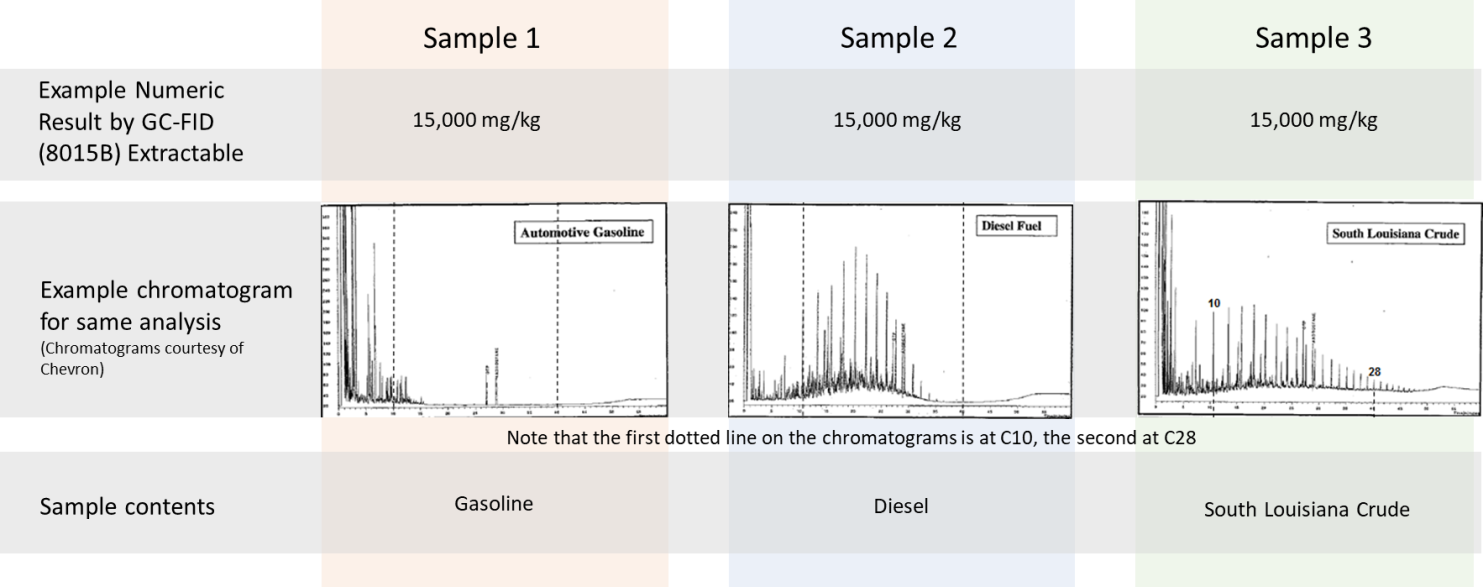 Sample 1
Sample 2
Sample 3
Example Numeric
Result by GC-FID
(8015B) Extractable
15,000 mg/kg
15,000 mg/kg
15,000 mg/kg
Example chromatogram
for same analysis
(Chromatograms courtesy of
Chevron)
Automotive Gasoline
Diesel Fuel
South Louisiana Crude
10
28
Note that the first dotted line on the chromatograms is at C10, the second at C28
Sample contents
Gasoline
Diesel
South Louisiana Crude